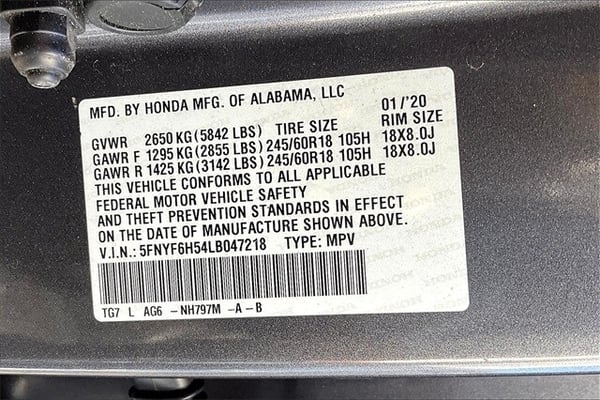 MFD. BY HONDA MFG. OF ALABAMA, LLC 01/'20
GVWR 2650 KG (5842 LBS) TIRE SIZE RIM SIZE
GAWR F 1295 KG (2855 LBS) 245/60R18 105H 18X8.0J
GAWR R 1425 KG (3142 LBS) 245/60R18 105H 18X8.0J
THIS VEHICLE CONFORMS TO ALL APPLICABLE
FEDERAL MOTOR VEHICLE SAFETY
AND THEFT PREVENTION STANDARDS IN EFFECT
ON THE DATE OF MANUFACTURE SHOWN ABOVE.
V.I.N.: 5FNYF6H54LB047218 TYPE: MPV
TG7 L AG6 -NH797M -A-B